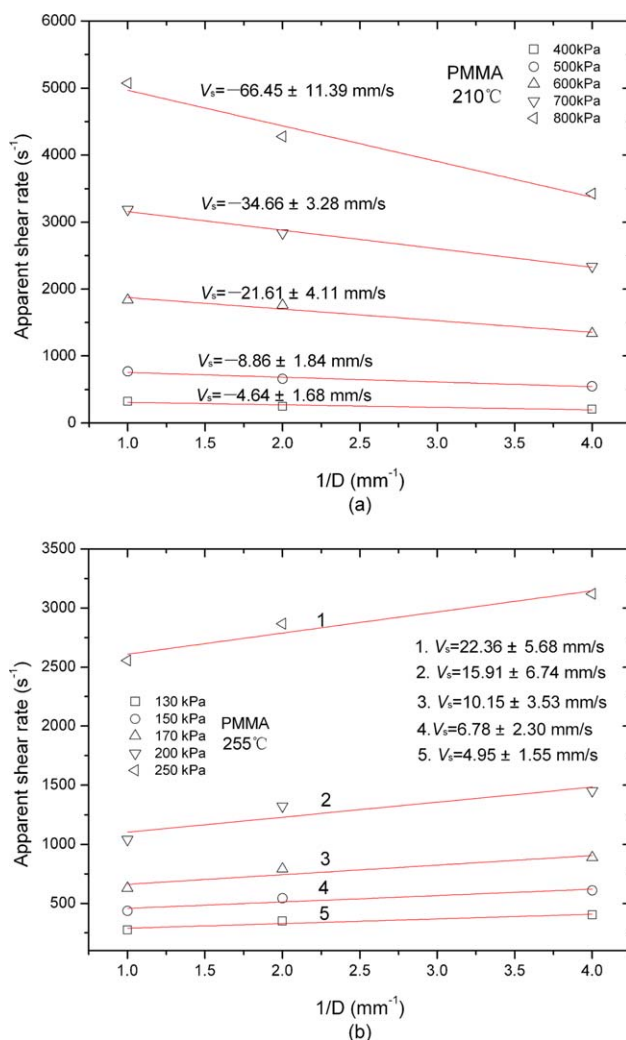 6000
5000
4000
3000
2000
1000
0
Apparent shear rate (s⁻¹)
Vs=—66.45 ± 11.39 mm/s
Vs=—34.66 ± 3.28 mm/s
Vs=—21.61 ± 4.11 mm/s
Vs=—8.86 ± 1.84 mm/s
Vs=—4.64 ± 1.68 mm/s
PMMA
210℃
400kPa
500kPa
600kPa
700kPa
800kPa
1.0 1.5 2.0 2.5 3.0 3.5 4.0
1/D (mm⁻¹)
(a)
3500
3000
2500
2000
1500
1000
500
Apparent shear rate (s⁻¹)
1
2
3
4
5
130 kPa
150 kPa
170 kPa
200 kPa
250 kPa
PMMA
255℃
1. Vs=22.36 ± 5.68 mm/s
2. Vs=15.91 ± 6.74 mm/s
3. Vs=10.15 ± 3.53 mm/s
4. Vs=6.78 ± 2.30 mm/s
5. Vs=4.95 ± 1.55 mm/s
1.0 1.5 2.0 2.5 3.0 3.5 4.0
1/D (mm⁻¹)
(b)